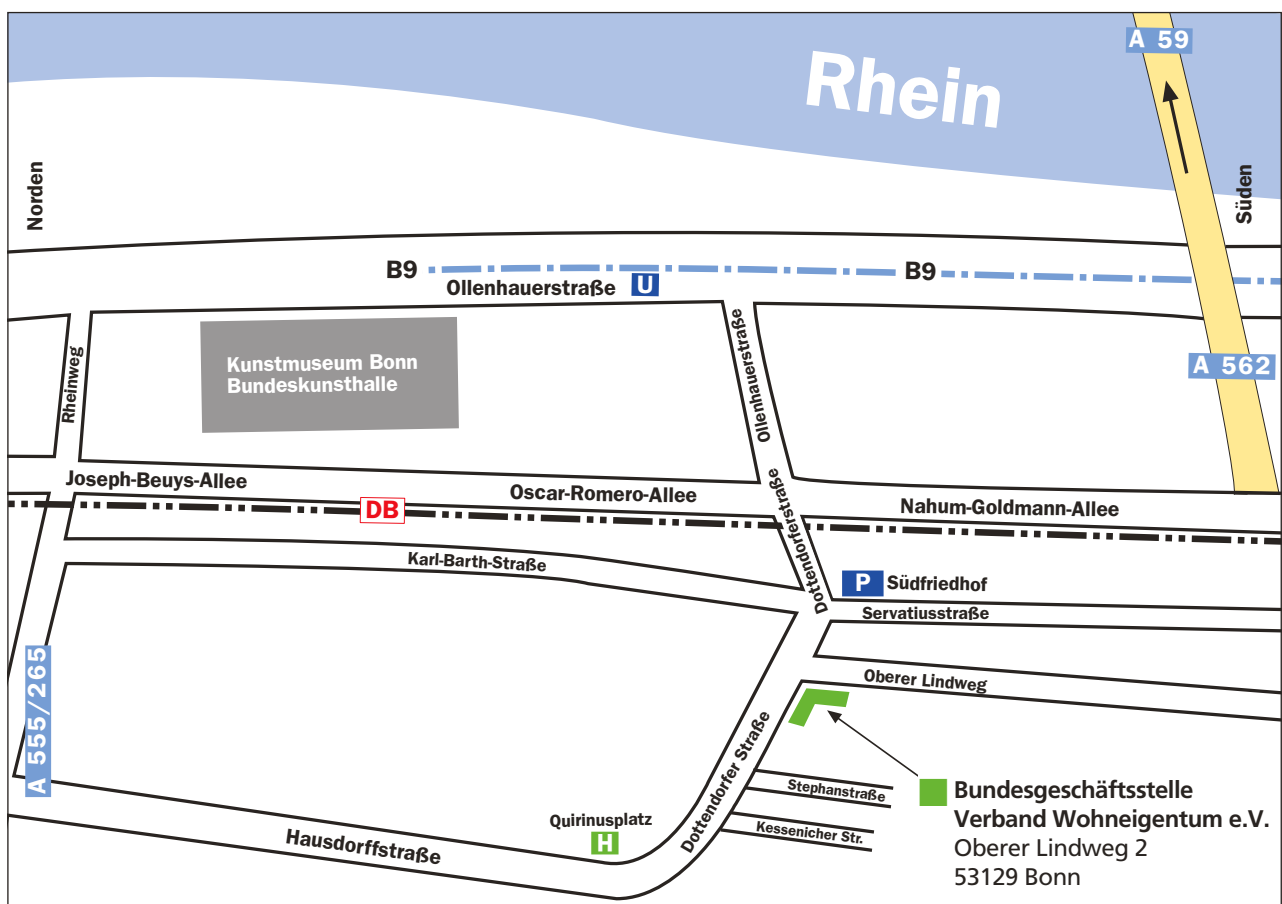 A 59
Rhein
Norden
Süden
B9
B9
Ollenhauerstraße
U
Kunstmuseum Bonn
Bundeskunsthalle
Rheinweg
Ollenhauerstraße
A 562
Joseph-Beuys-Allee
Oscar-Romero-Allee
Nahum-Goldmann-Allee
DB
Dottendorferstraße
Karl-Barth-Straße
P
Südfriedhof
Servatiusstraße
A 555/265
Oberer Lindweg
Dottendorfer Straße
Stephanstraße
Kessenicher Str.
Quirinusplatz
H
Hausdorffstraße
Bundesgeschäftsstelle
Verband Wohneigentum e.V.
Oberer Lindweg 2
53129 Bonn